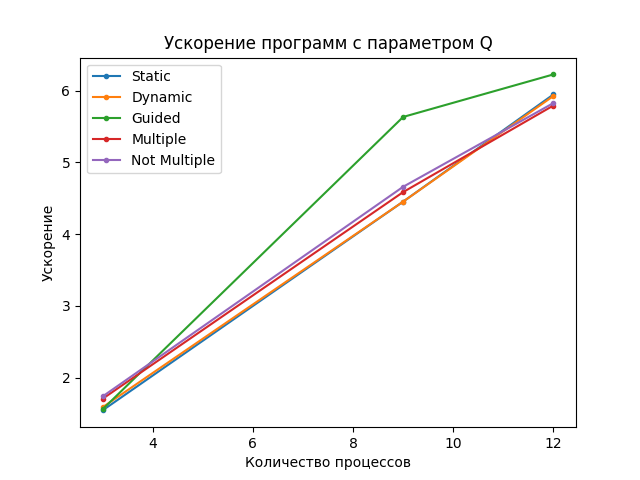 Ускорение программ с параметром Q
Static
Dynamic
Guided
Multiple
Not Multiple
Ускорение
6
5
4
3
2
4
6
8
10
12
Количество процессов